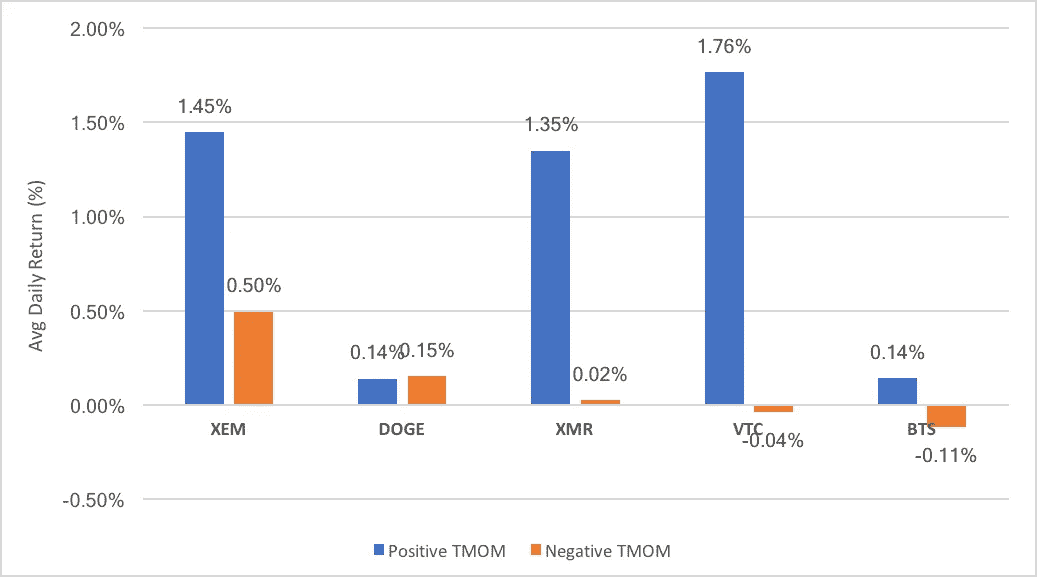 2.00%
1.50%
1.00%
0.50%
0.00%
-0.50%
Avg Daily Return (%)
1.45%
0.50%
0.14%
0.15%
1.35%
0.02%
1.76%
-0.04%
0.14%
-0.11%
XEM
DOGE
XMR
VTC
BTS
Positive TMOM
Negative TMOM